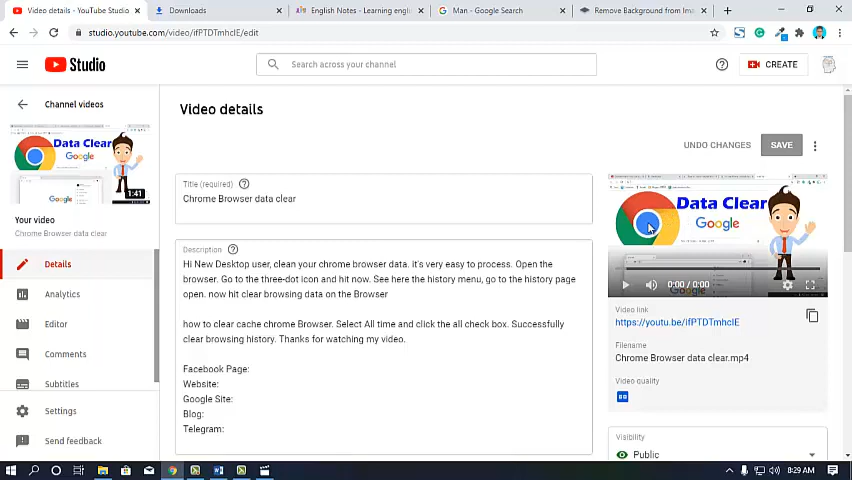 Video details - YouTube Studio
Downloads
English Notes - Learning engli
Man - Google Search
Remove Background from Ima
studio.youtube.com/video/ifPTDTmhcIE/edit
Studio
Search across your channel
CREATE
Channel videos
Video details
UNDO CHANGES
SAVE
Data Clear
Google
1:41
Title (required)
Chrome Browser data clear
Data Clear
Google
Your video
Chrome Browser data clear
Description
Details
Hi New Desktop user, clean your chrome browser data. it's very easy to process. Open the
browser. Go to the three-dot icon and hit now. See here the history menu, go to the history page
open. now hit clear browsing data on the Browser
0:00 / 0:00
Analytics
Video link
https://youtu.be/ifPTDTmhcIE
how to clear cache chrome Browser. Select All time and click the all check box. Successfully
clear browsing history. Thanks for watching my video.
Editor
Filename
Chrome Browser data clear.mp4
Comments
Facebook Page:
Video quality
Website:
Subtitles
Google Site:
Settings
Blog:
Telegram:
Send feedback
Visibility
Public
8:29 AM